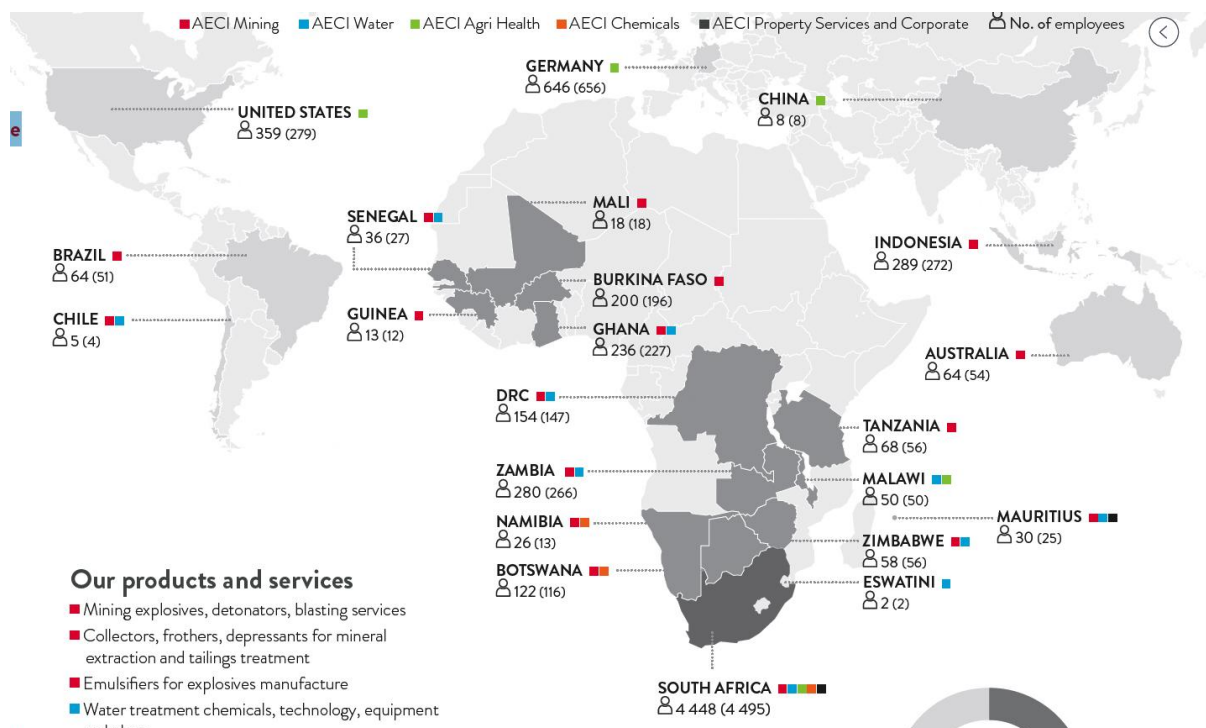 AECI Mining AECI Water AECI Agri Health AECI Chemicals AECI Property Services and Corporate No. of employees
e
GERMANY
646 (656)
CHINA
8 (8)
UNITED STATES
359 (279)
MALI
18 (18)
SENEGAL
36 (27)
BRAZIL
64 (51)
INDONESIA
289 (272)
BURKINA FASO
200 (196)
CHILE
5 (4)
GUINEA
13 (12)
GHANA
236 (227)
AUSTRALIA
64 (54)
DRC
154 (147)
TANZANIA
68 (56)
ZAMBIA
280 (266)
MALAWI
50 (50)
NAMIBIA
26 (13)
MAURITIUS
30 (25)
ZIMBABWE
58 (56)
BOTSWANA
122 (116)
ESWATINI
2 (2)
SOUTH AFRICA
4 448 (4 495)
Our products and services
Mining explosives, detonators, blasting services
Collectors, frothers, depressants for mineral
extraction and tailings treatment
Emulsifiers for explosives manufacture
Water treatment chemicals, technology, equipment